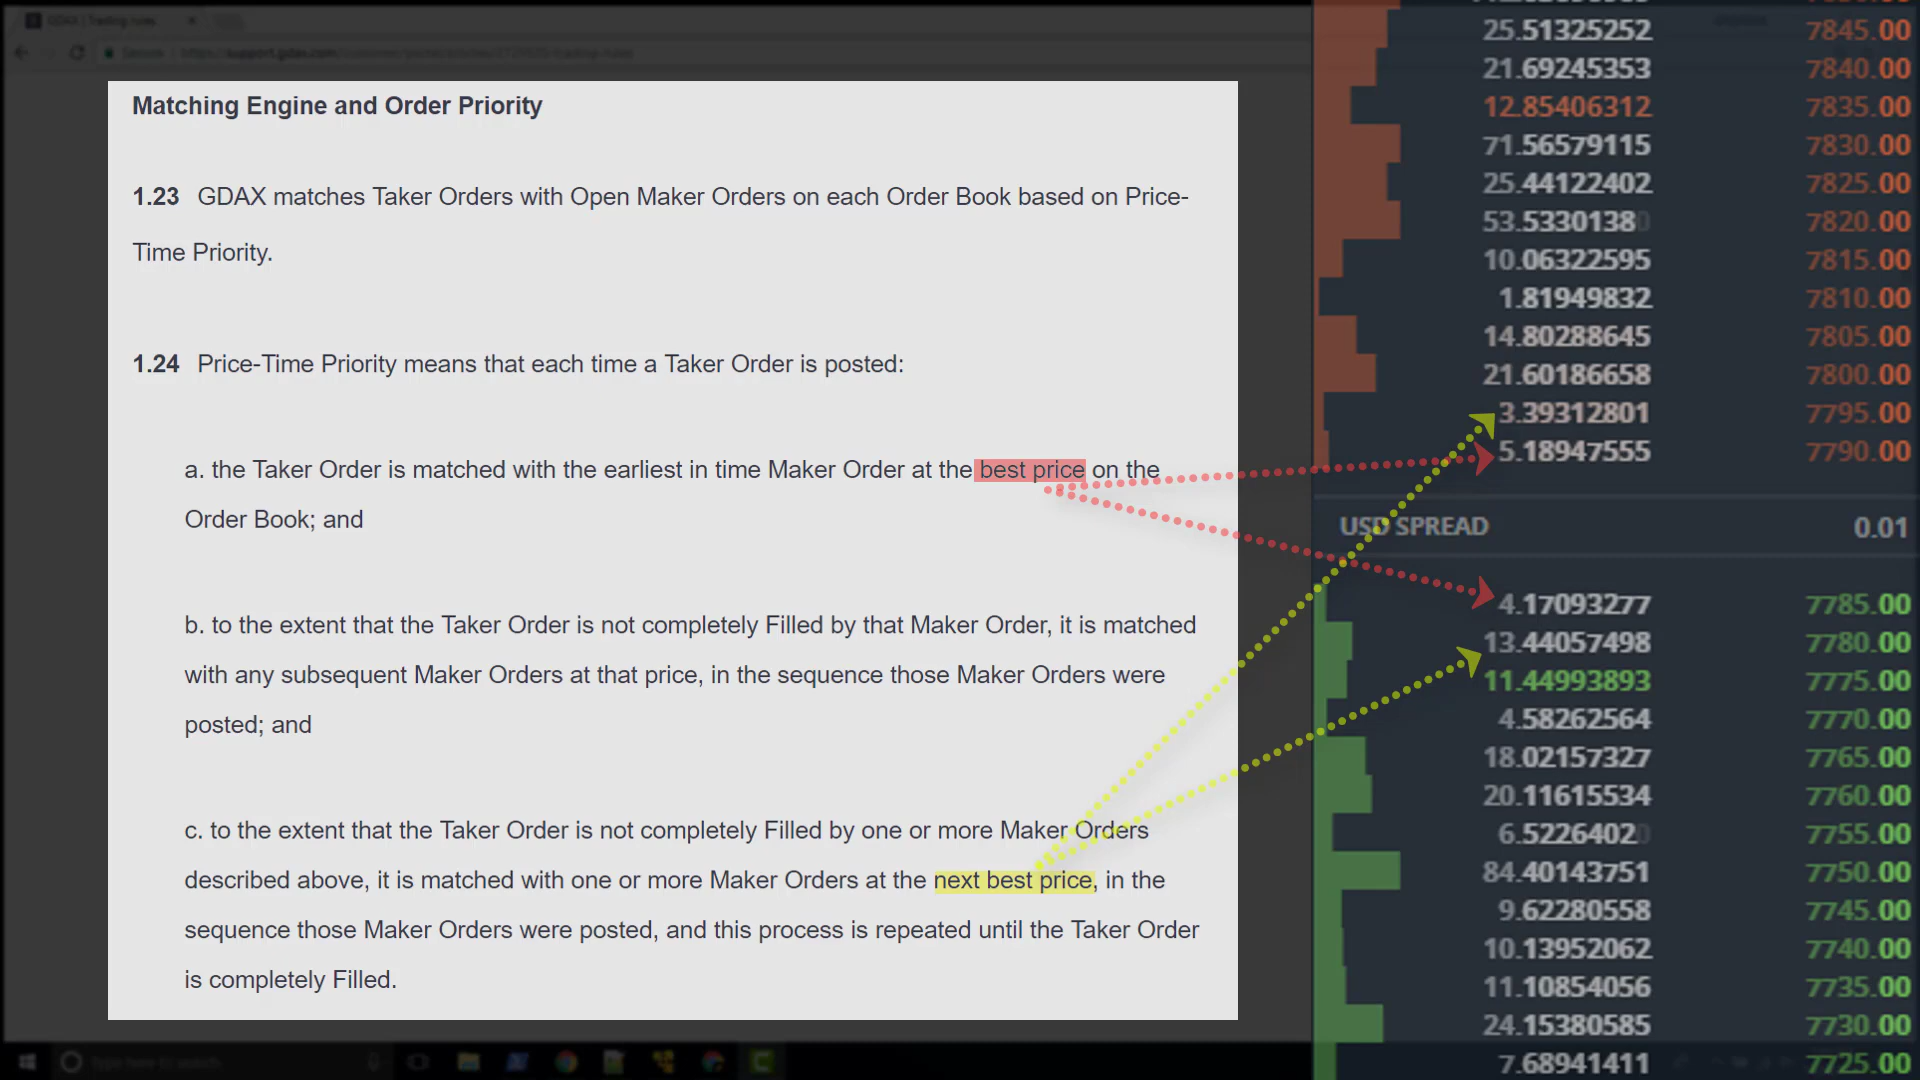 GDAX | Trading rules
Matching Engine and Order Priority
1.23 GDAX matches Taker Orders with Open Maker Orders on each Order Book based on Price-
Time Priority.
1.24 Price-Time Priority means that each time a Taker Order is posted:
a. the Taker Order is matched with the earliest in time Maker Order at the best price on the
Order Book; and
b. to the extent that the Taker Order is not completely Filled by that Maker Order, it is matched
with any subsequent Maker Orders at that price, in the sequence those Maker Orders were
posted; and
c. to the extent that the Taker Order is not completely Filled by one or more Maker Orders
described above, it is matched with one or more Maker Orders at the next best price, in the
sequence those Maker Orders were posted, and this process is repeated until the Taker Order
is completely Filled.
25.51325252 7845.00
21.69245353 7840.00
12.85406312 7835.00
71.56579115 7830.00
25.44122402 7825.00
53.53301380 7820.00
10.06322595 7815.00
1.81949832 7810.00
14.80288645 7805.00
21.60186658 7800.00
3.39312801 7795.00
5.18947555 7790.00
USD SPREAD 0.01
4.17093277 7785.00
13.44057498 7780.00
11.44993893 7775.00
4.58262564 7770.00
18.02157327 7765.00
20.11615534 7760.00
6.52264020 7755.00
84.40143751 7750.00
9.62280558 7745.00
10.13952062 7740.00
11.10854056 7735.00
24.15380585 7730.00
7.68941411 7725.00
Type here to search